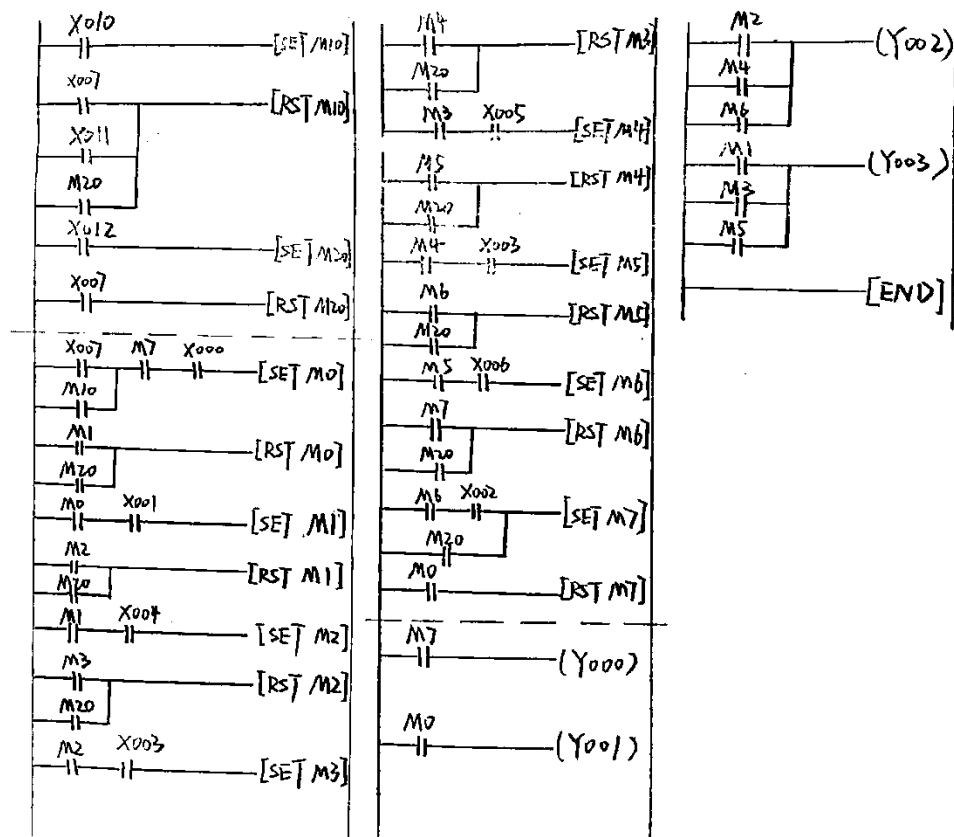 X010
[SET M10]
X007
[RST M10]
X011
M20
X012
[SET M20]
X007
[RST M20]
X007 M7 X000
[SET M0]
M10
M1
[RST M0]
M20
M0 X001
[SET M1]
M2
[RST M1]
M20
M1 X004
[SET M2]
M3
[RST M2]
M20
M2 X003
[SET M3]
M4
[RST M3]
M20
M3 X005
[SET M4]
M5
[RST M4]
M20
M4 X003
[SET M5]
M6
[RST M5]
M20
M5 X006
[SET M6]
M7
[RST M6]
M20
M6 X002
[SET M7]
M20
M0
[RST M7]
M7
(Y000)
M0
(Y001)
M2
(Y002)
M4
M6
M1
(Y003)
M3
M5
[END]